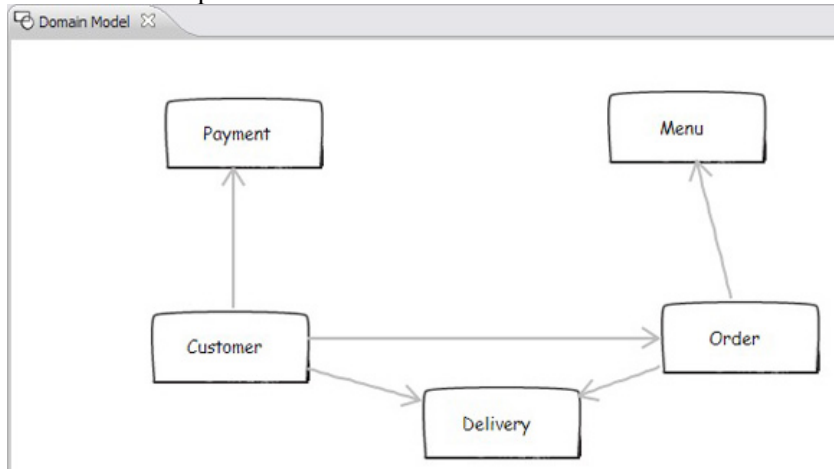 Domain Model
Payment
Menu
Customer
Order
Delivery